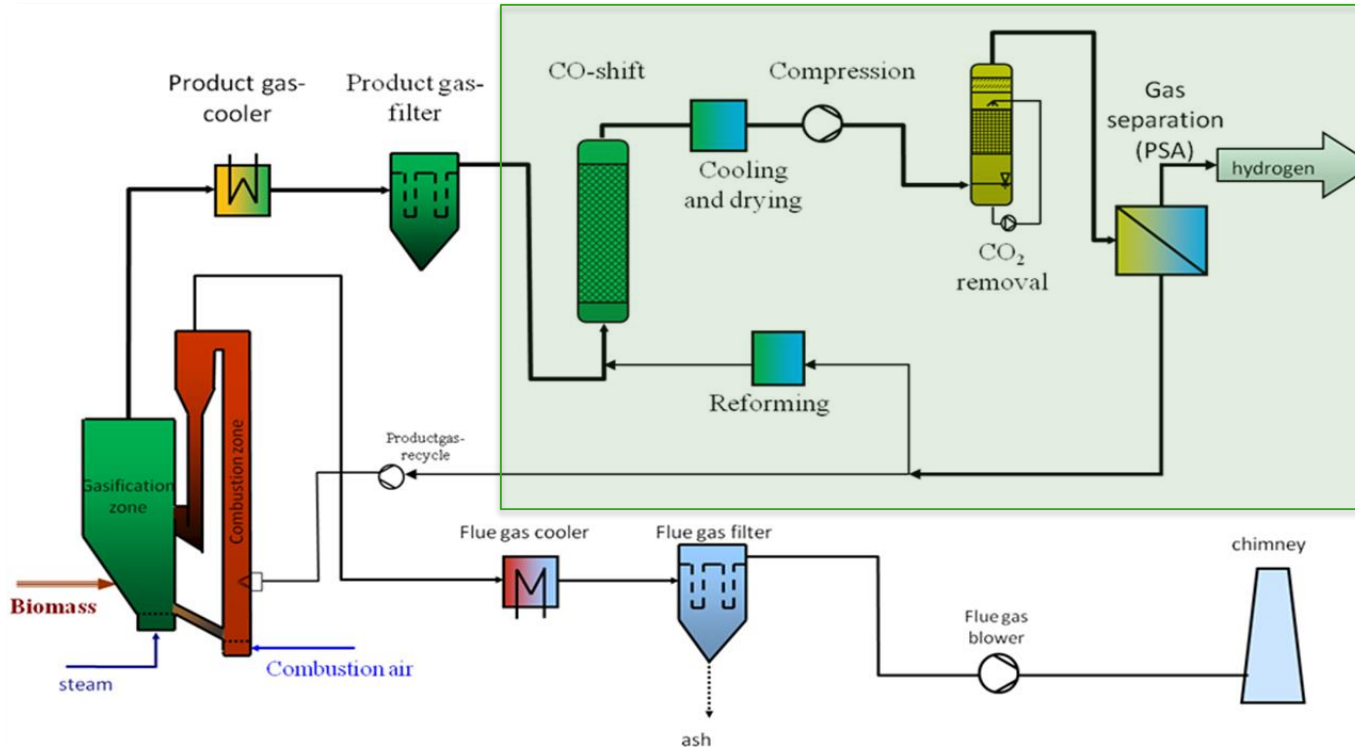 Product gas-
cooler
Product gas-
filter
CO-shift
Compression
Gas
separation
(PSA)
hydrogen
Cooling
and drying
CO₂
removal
Reforming
Productgas-
recycle
Gasification
zone
Combustion zone
Biomass
steam
Combustion air
Flue gas cooler
Flue gas filter
Flue gas
blower
chimney
ash